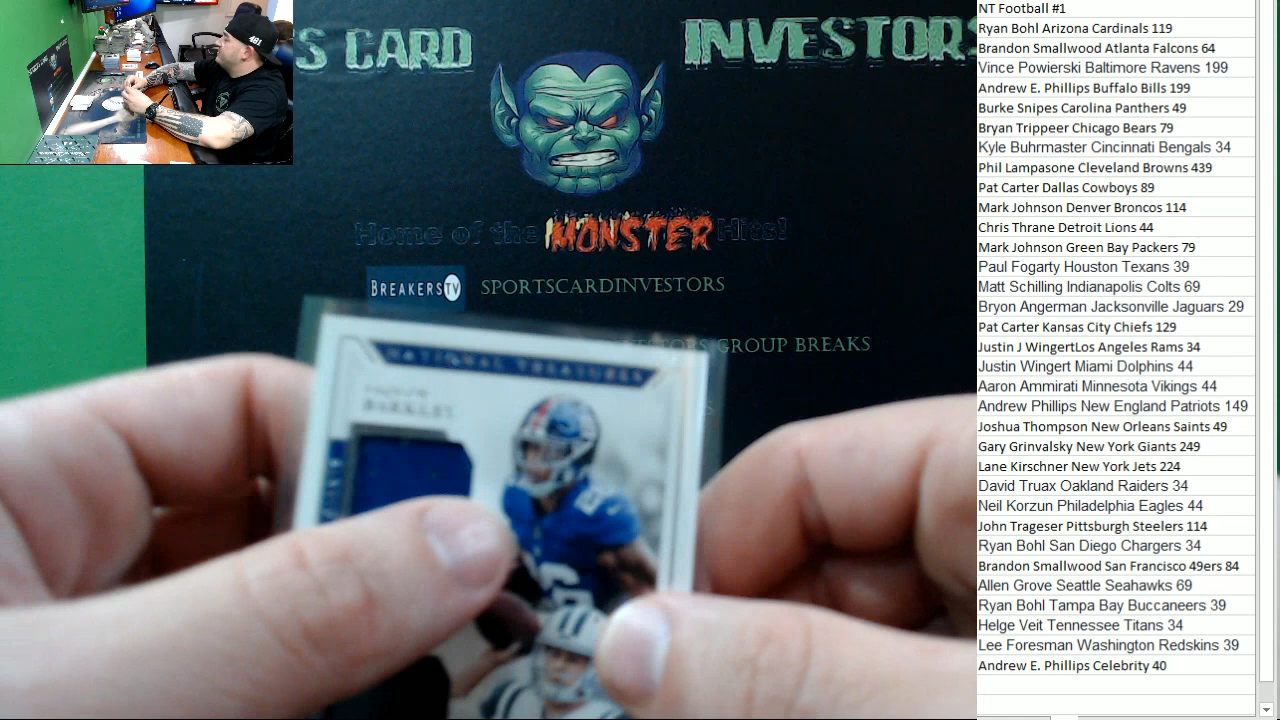 481
S CARD INVESTORS
Home of the MONSTER Hits!
BREAKERSTV SPORTSCARDINVESTORS
GROUP BREAKS
NATIONAL TREASURES
BARKLEY
NT Football #1
Ryan Bohl Arizona Cardinals 119
Brandon Smallwood Atlanta Falcons 64
Vince Powierski Baltimore Ravens 199
Andrew E. Phillips Buffalo Bills 199
Burke Snipes Carolina Panthers 49
Bryan Trippeer Chicago Bears 79
Kyle Buhrmaster Cincinnati Bengals 34
Phil Lampasone Cleveland Browns 439
Pat Carter Dallas Cowboys 89
Mark Johnson Denver Broncos 114
Chris Thrane Detroit Lions 44
Mark Johnson Green Bay Packers 79
Paul Fogarty Houston Texans 39
Matt Schilling Indianapolis Colts 69
Bryon Angerman Jacksonville Jaguars 29
Pat Carter Kansas City Chiefs 129
Justin J WingertLos Angeles Rams 34
Justin Wingert Miami Dolphins 44
Aaron Ammirati Minnesota Vikings 44
Andrew Phillips New England Patriots 149
Joshua Thompson New Orleans Saints 49
Gary Grinvalsky New York Giants 249
Lane Kirschner New York Jets 224
David Truax Oakland Raiders 34
Neil Korzun Philadelphia Eagles 44
John Trageser Pittsburgh Steelers 114
Ryan Bohl San Diego Chargers 34
Brandon Smallwood San Francisco 49ers 84
Allen Grove Seattle Seahawks 69
Ryan Bohl Tampa Bay Buccaneers 39
Helge Veit Tennessee Titans 34
Lee Foresman Washington Redskins 39
Andrew E. Phillips Celebrity 40